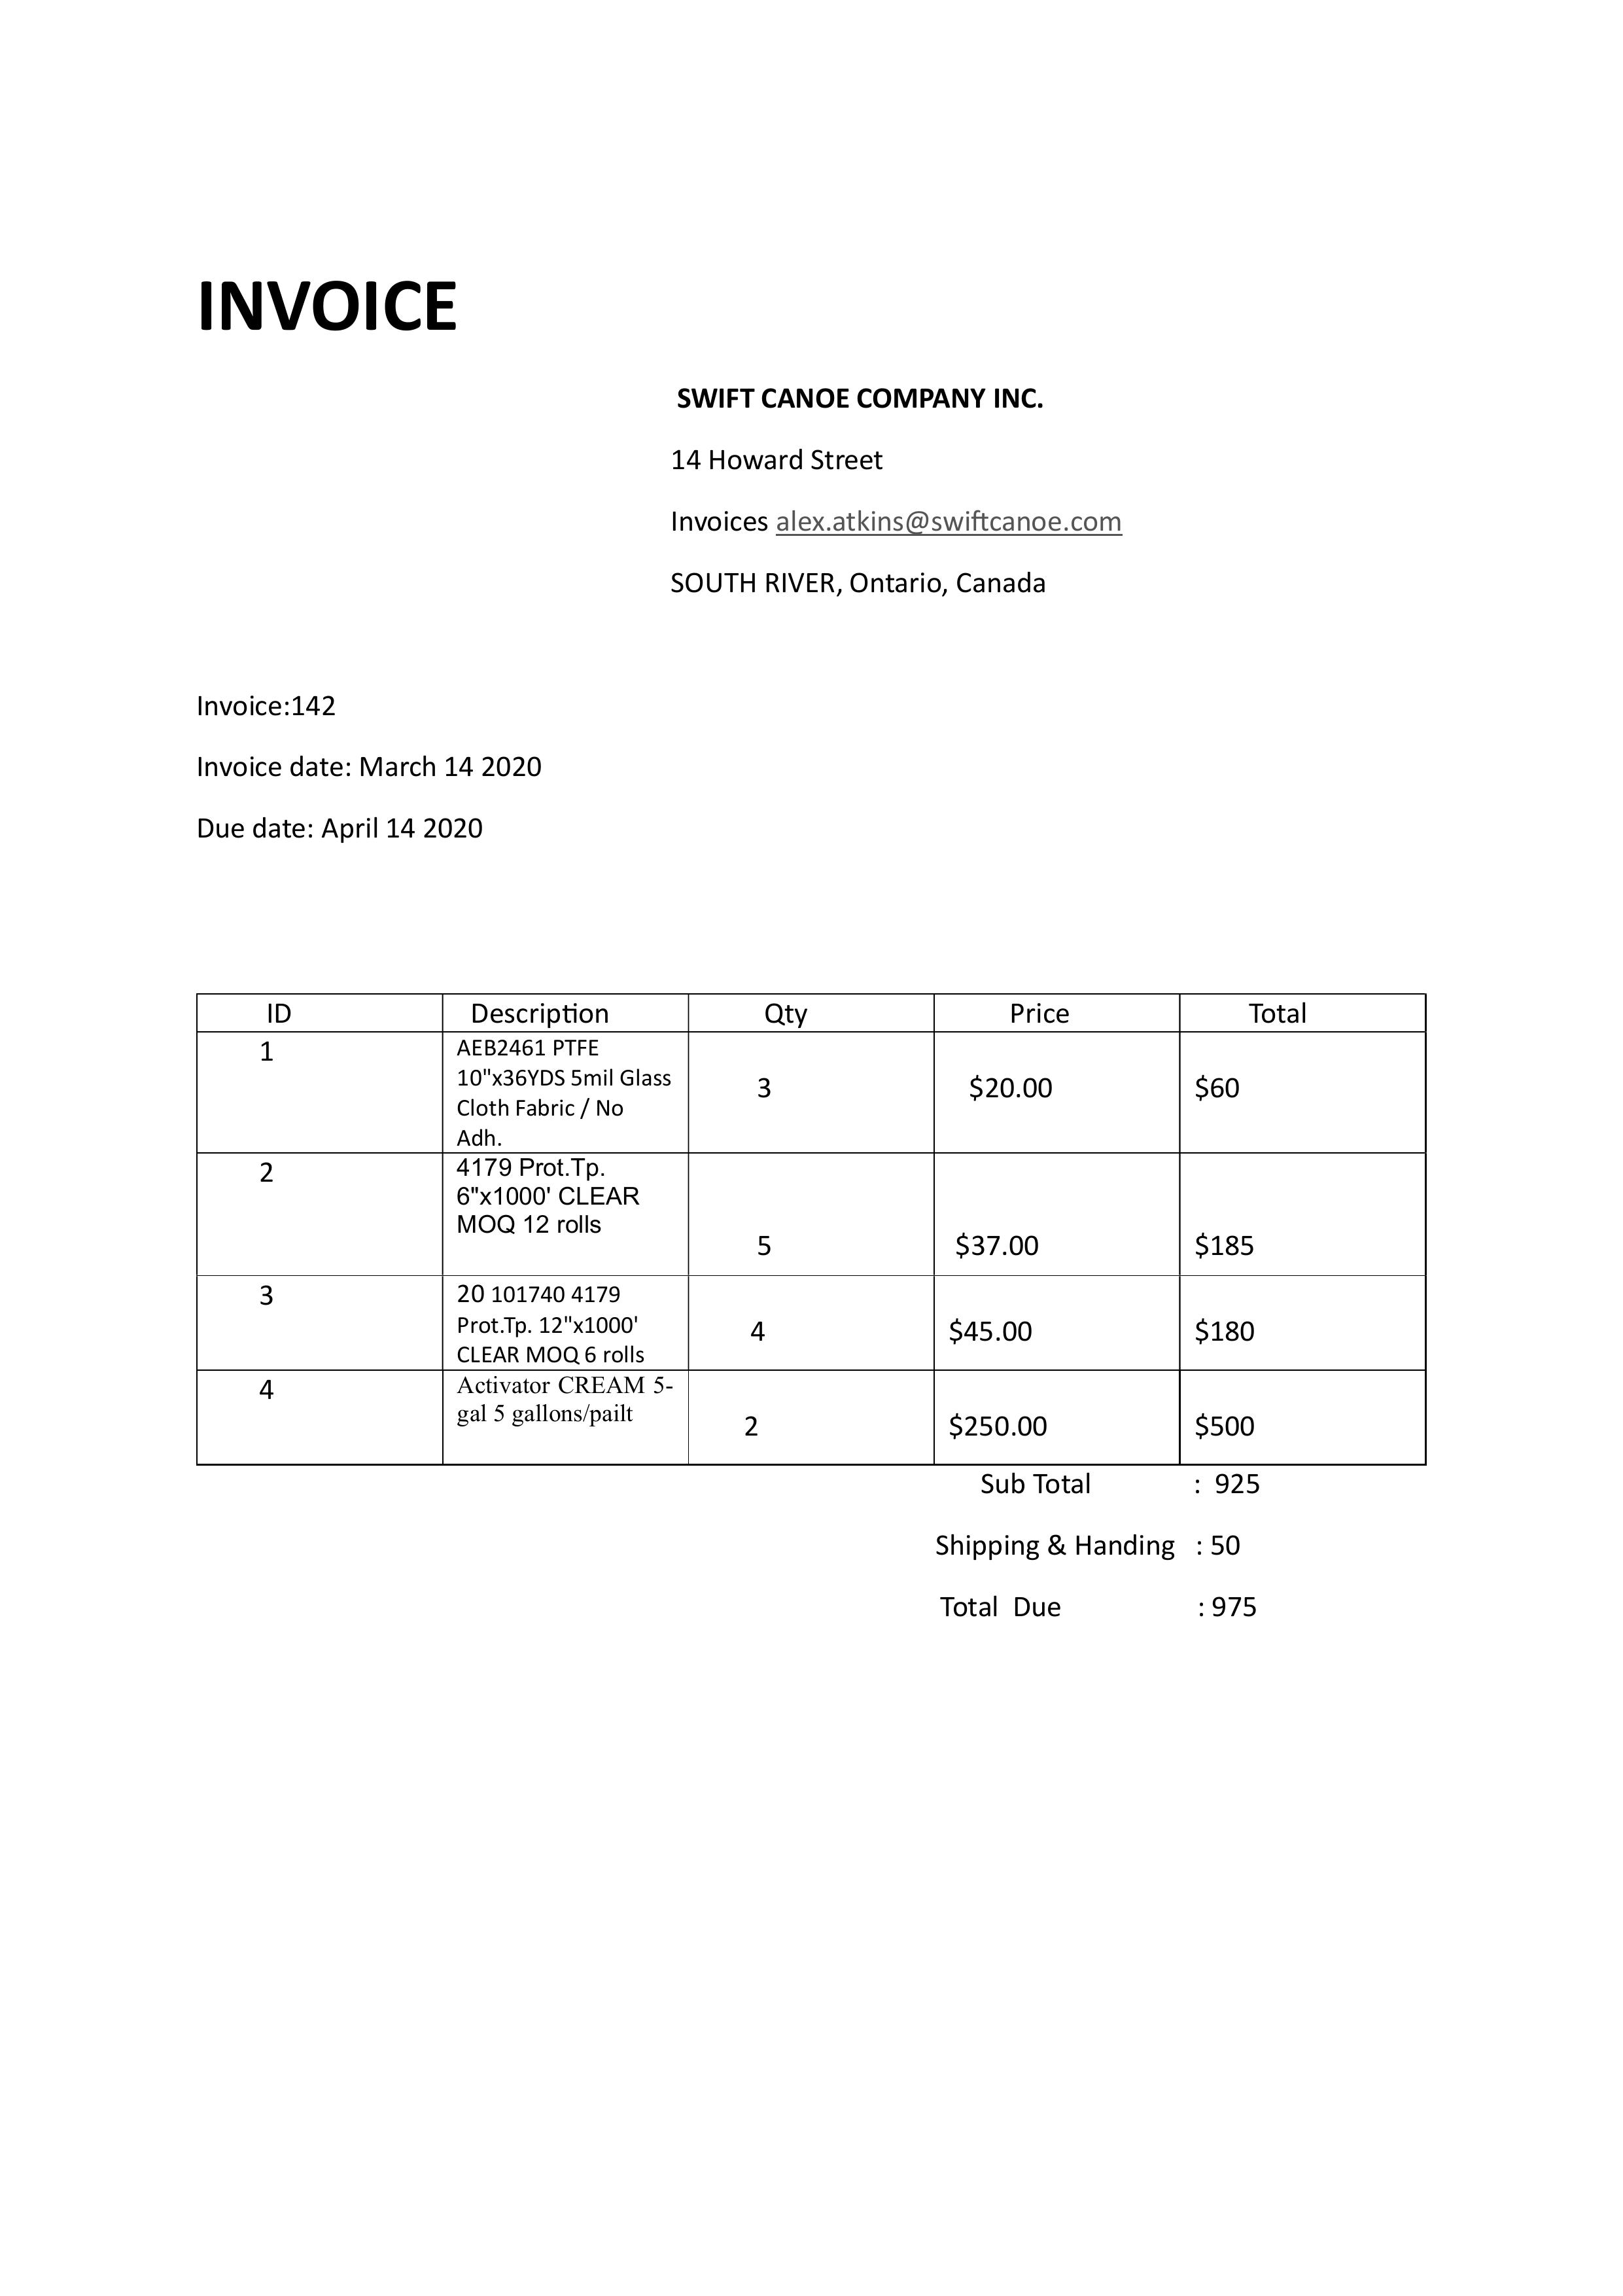 INVOICE
SWIFT CANOE COMPANY INC.
14 Howard Street
Invoices alex.atkins@swiftcanoe.com
SOUTH RIVER, Ontario, Canada
Invoice:142
Invoice date: March 14 2020
Due date: April 14 2020
ID Description Qty Price Total
1 AEB2461 PTFE
10"x36YDS 5mil Glass
Cloth Fabric / No
Adh.
3 $20.00 $60
2 4179 Prot.Tp.
6"x1000' CLEAR
MOQ 12 rolls
5 $37.00 $185
3 20 101740 4179
Prot.Tp. 12"x1000'
CLEAR MOQ 6 rolls
4 $45.00 $180
4 Activator CREAM 5-
gal 5 gallons/pailt
2 $250.00 $500
Sub Total : 925
Shipping & Handing : 50
Total Due : 975